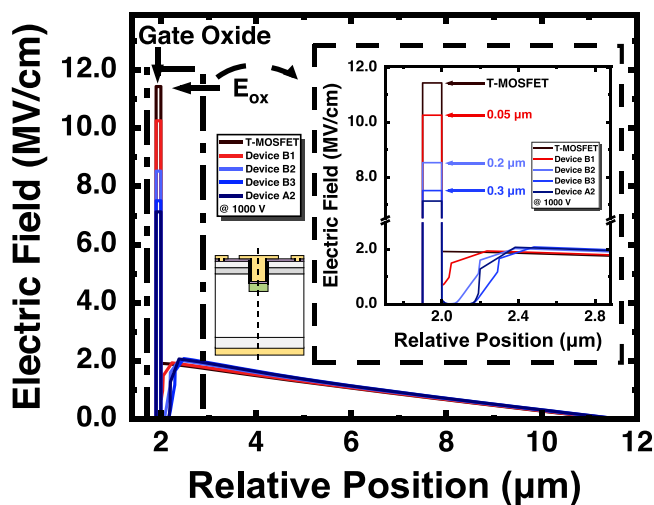 Gate Oxide
E_ox
Electric Field (MV/cm)
12.0
10.0
8.0
6.0
4.0
2.0
0.0
2
4
6
8
10
12
Relative Position (µm)
T-MOSFET
Device B1
Device B2
Device B3
Device A2
@ 1000 V
Electric Field (MV/cm)
12.0
10.0
8.0
4.0
2.0
0.0
2.0
2.4
2.8
Relative Position (µm)
T-MOSFET
0.05 µm
0.2 µm
0.3 µm
T-MOSFET
Device B1
Device B2
Device B3
Device A2
@ 1000 V